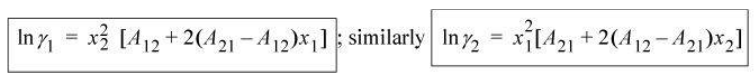 ln γ₁ = x₂² [A₁₂ + 2(A₂₁ – A₁₂)x₁] ; similarly ln γ₂ = x₁²[A₂₁ + 2(A₁₂ – A₂₁)x₂]